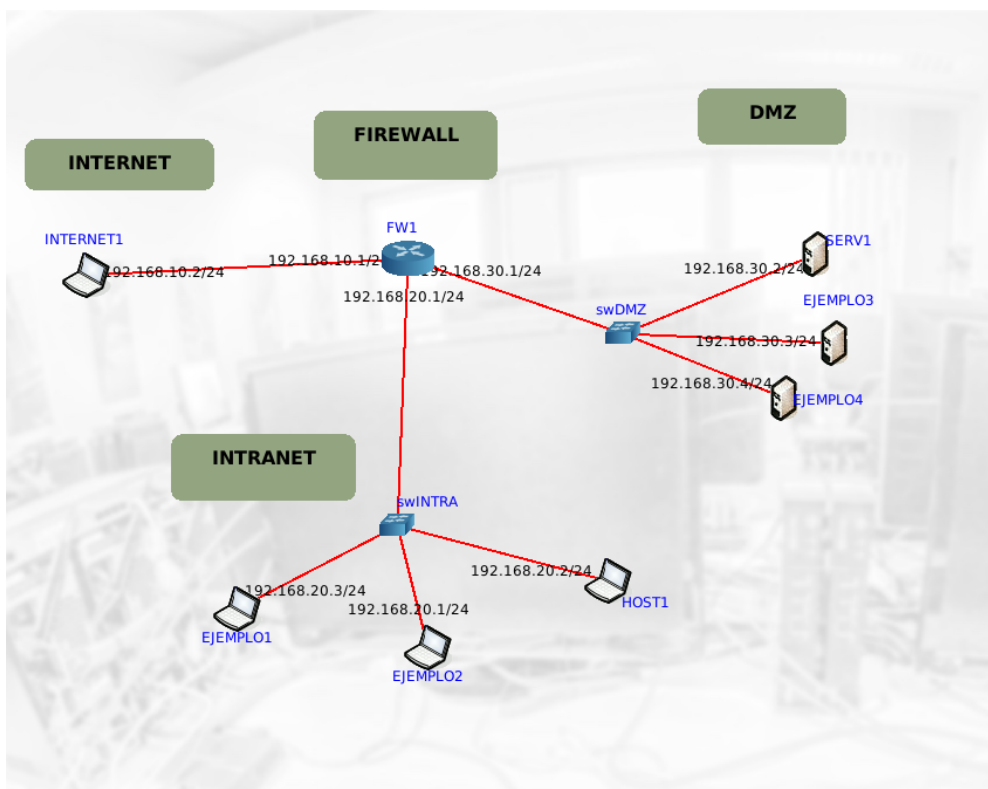 DMZ
FIREWALL
INTERNET
FW1
INTERNET1
SERV1
192.168.10.1/2
192.168.10.2/24
192.168.30.1/24
192.168.30.2/24
192.168.20.1/24
EJEMPLO3
swDMZ
192.168.30.3/24
192.168.30.4/24
EJEMPLO4
INTRANET
swINTRA
192.168.20.2/24
192.168.20.3/24
HOST1
192.168.20.1/24
EJEMPLO1
EJEMPLO2